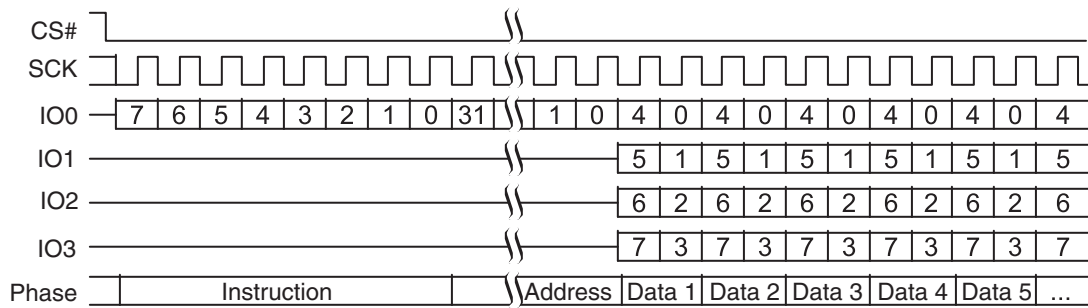 CS#
SCK
IO0 7 6 5 4 3 2 1 0 31 1 0 4 0 4 0 4 0 4 0 4 0 4
IO1 5 1 5 1 5 1 5 1 5 1 5
IO2 6 2 6 2 6 2 6 2 6 2 6
IO3 7 3 7 3 7 3 7 3 7 3 7
Phase Instruction Address Data 1 Data 2 Data 3 Data 4 Data 5 ...